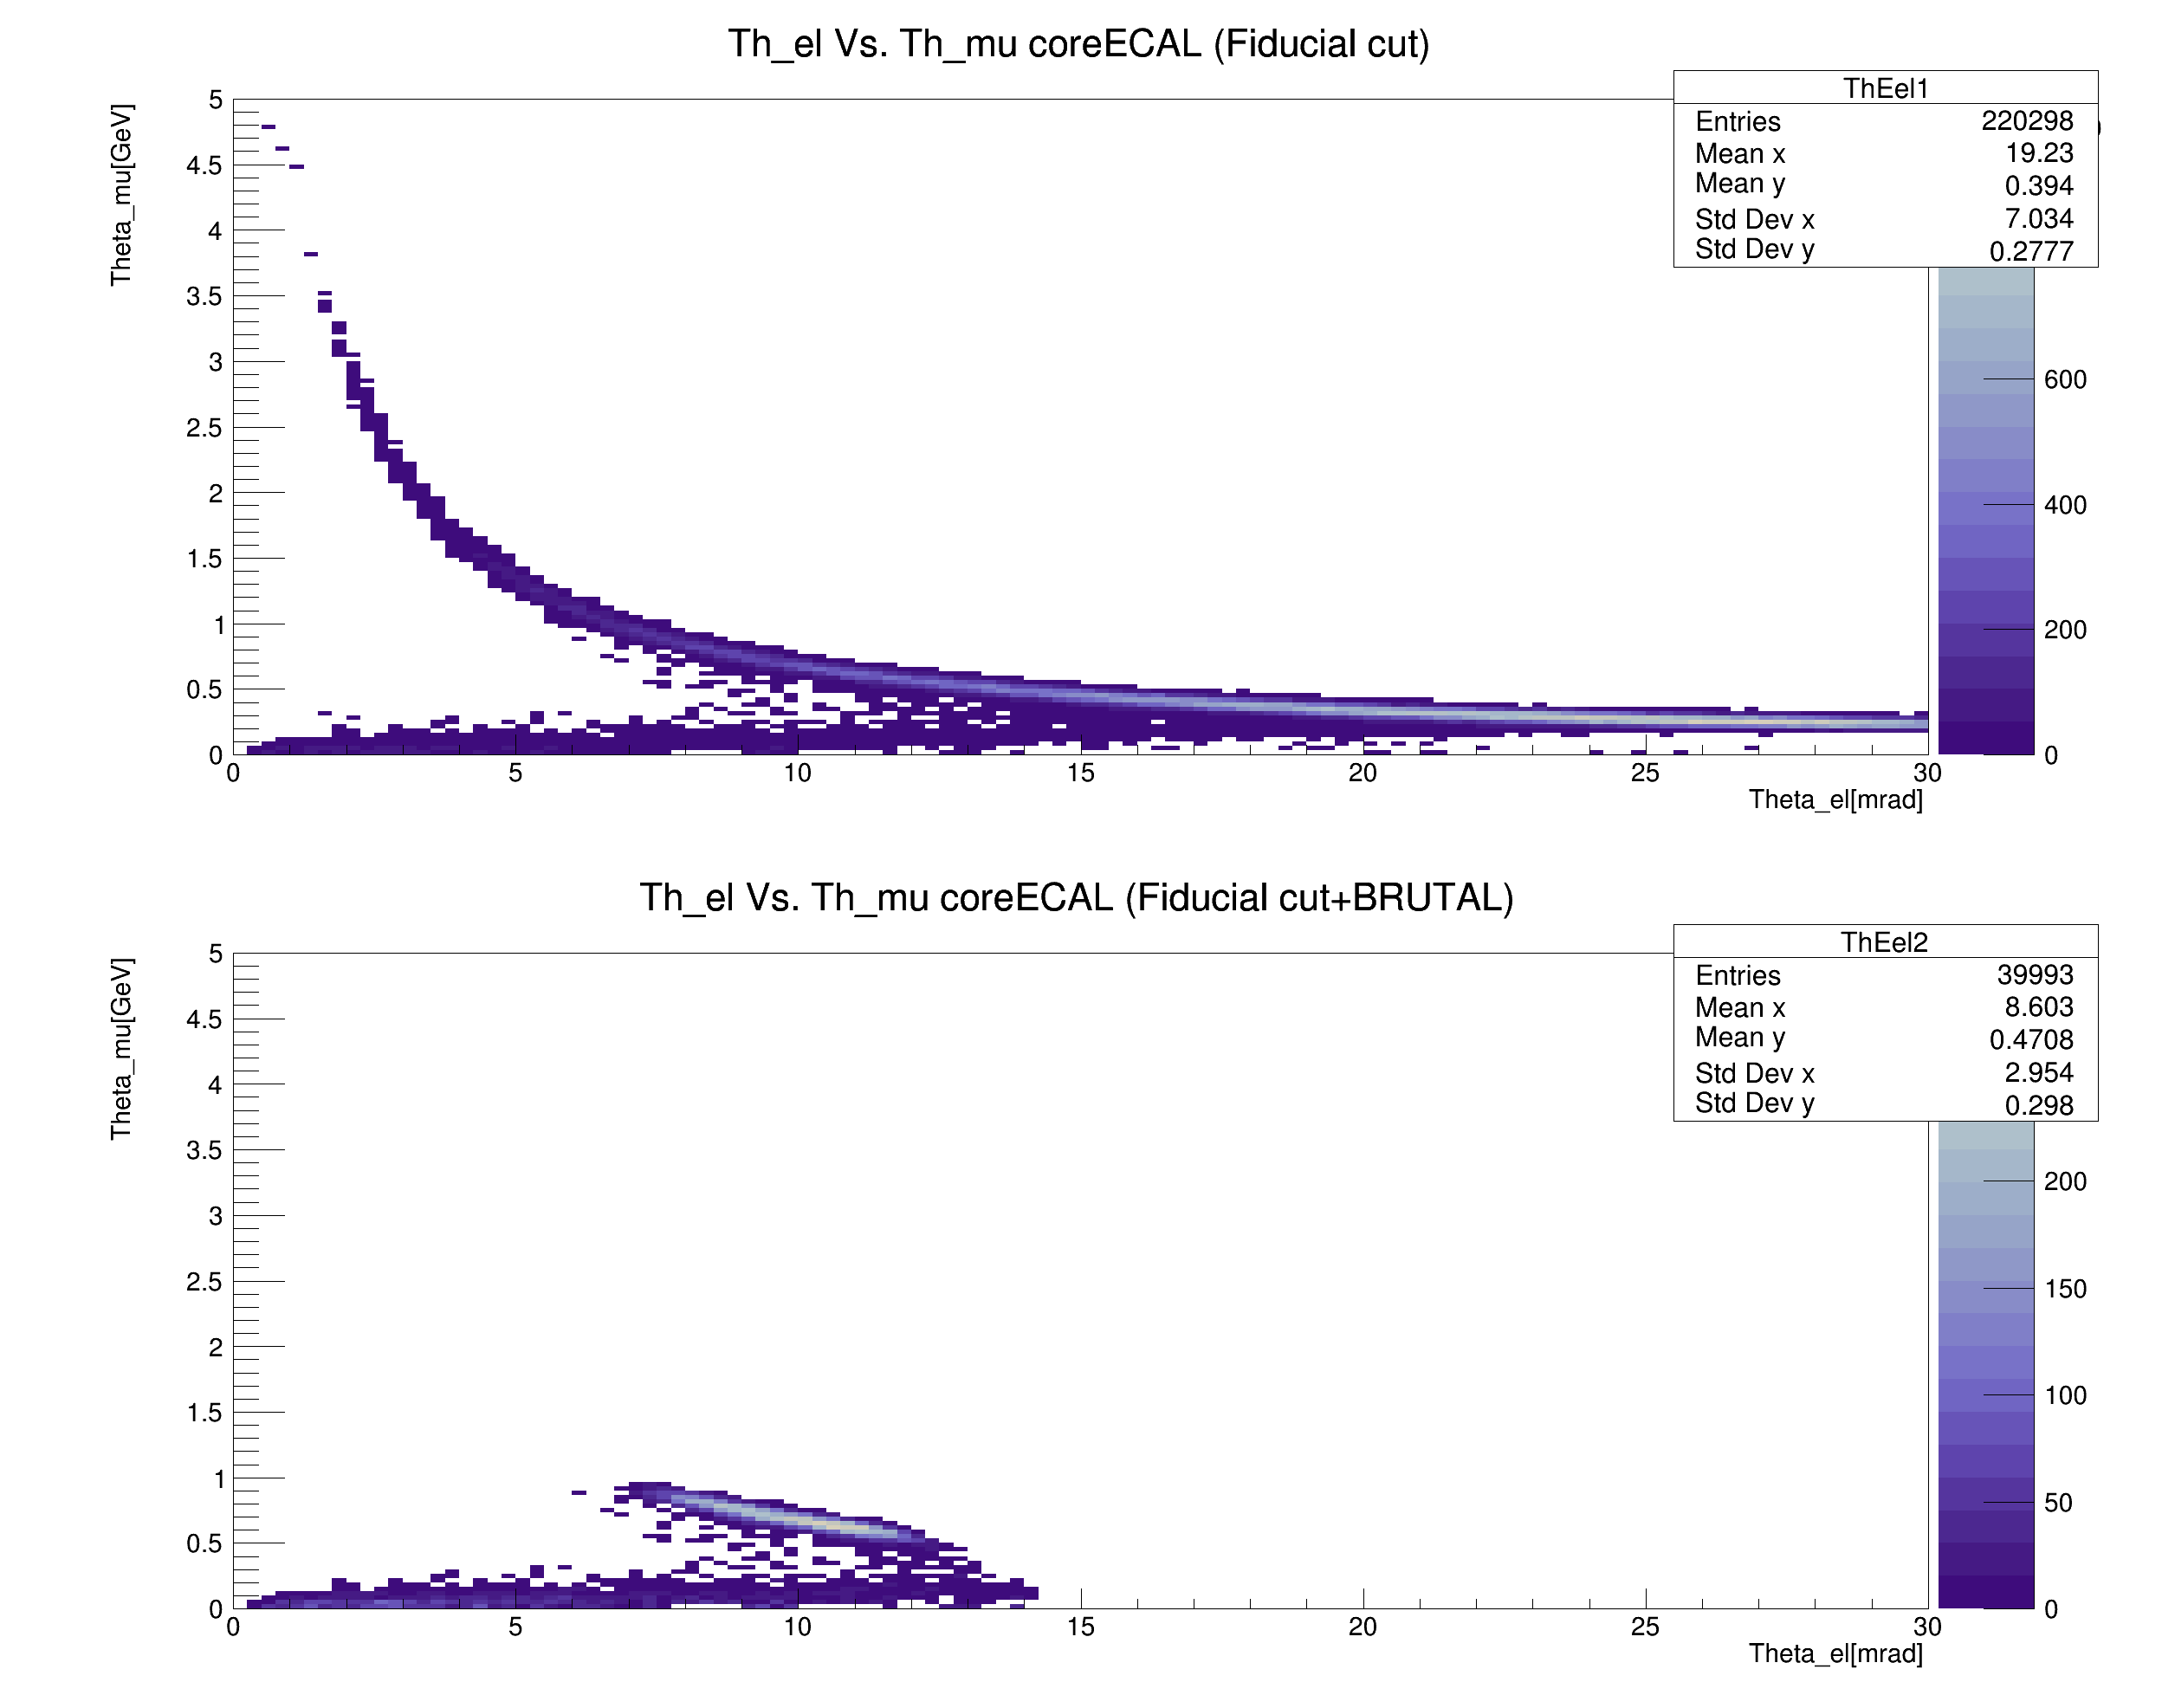 Th_el Vs. Th_mu coreECAL (Fiducial cut)
ThEel1
Entries 220298
Mean x 19.23
Mean y 0.394
Std Dev x 7.034
Std Dev y 0.2777
Theta_mu[GeV]
5
4.5
4
3.5
3
2.5
2
1.5
1
0.5
0
0 5 10 15 20 25 30
Theta_el[mrad]
600
400
200
0
Th_el Vs. Th_mu coreECAL (Fiducial cut+BRUTAL)
ThEel2
Entries 39993
Mean x 8.603
Mean y 0.4708
Std Dev x 2.954
Std Dev y 0.298
Theta_mu[GeV]
5
4.5
4
3.5
3
2.5
2
1.5
1
0.5
0
0 5 10 15 20 25 30
Theta_el[mrad]
200
150
100
50
0